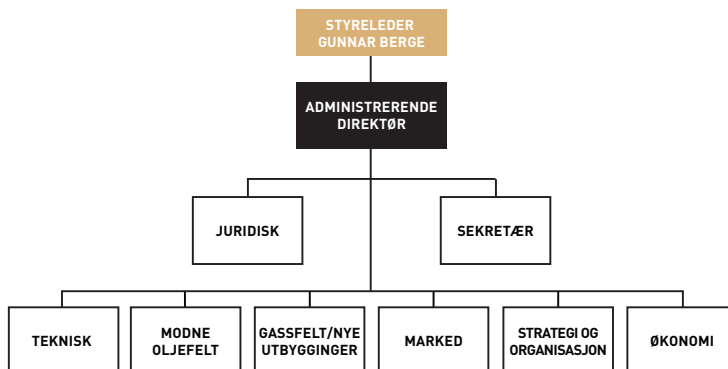 STYRELEDER
GUNNAR BERGE
ADMINISTRERENDE
DIREKTØR
JURIDISK
SEKRETÆR
TEKNISK
MODNE
OLJEFELT
GASSFELT/NYE
UTBYGGINGER
MARKED
STRATEGI OG
ORGANISASJON
ØKONOMI